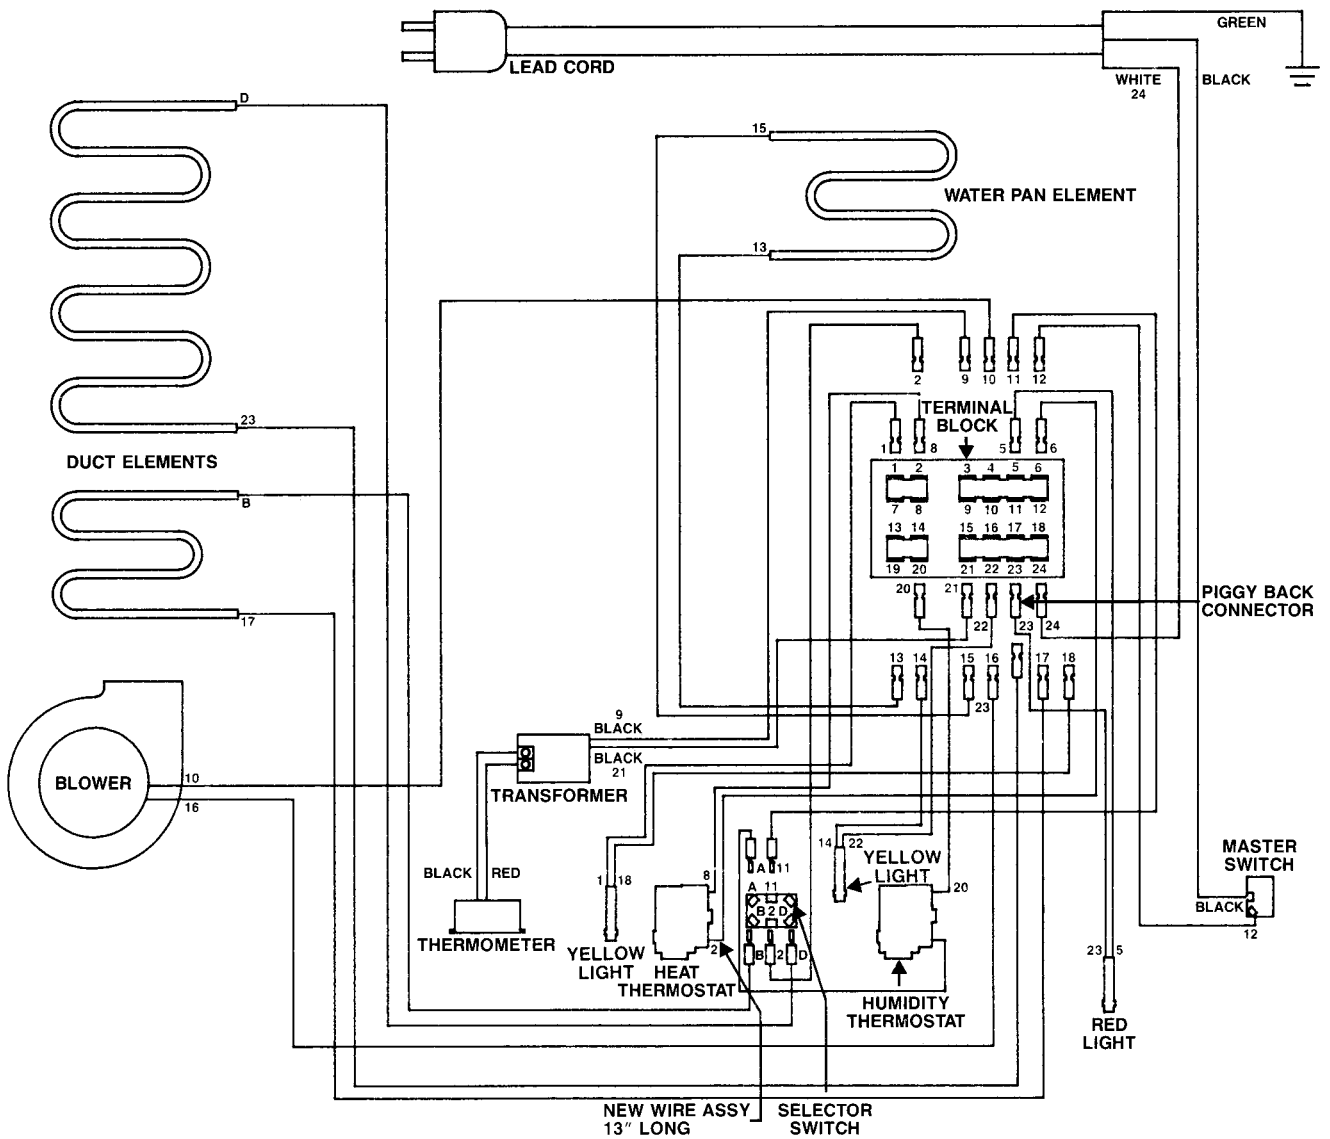 GREEN
LEAD CORD
WHITE
24
BLACK
D
15
WATER PAN ELEMENT
13
2
9 10 11 12
TERMINAL
BLOCK
1 8 5 6
23
DUCT ELEMENTS
1 2 3 4 5 6
7 8 9 10 11 12
B
13 14 15 16 17 18
19 20 21 22 23 24
20 21
PIGGY BACK
CONNECTOR
17
22 23 24
13 14 15 16 17 18
23
9
BLACK
BLACK
21
TRANSFORMER
BLOWER
10
16
14 22
YELLOW
LIGHT
MASTER
SWITCH
BLACK RED
1 18
8
A 11
A 11
20
B 2 D
BLACK
12
THERMOMETER
YELLOW
LIGHT
2
HEAT
THERMOSTAT
B 2 D
23 5
HUMIDITY
THERMOSTAT
RED
LIGHT
NEW WIRE ASSY
13" LONG
SELECTOR
SWITCH